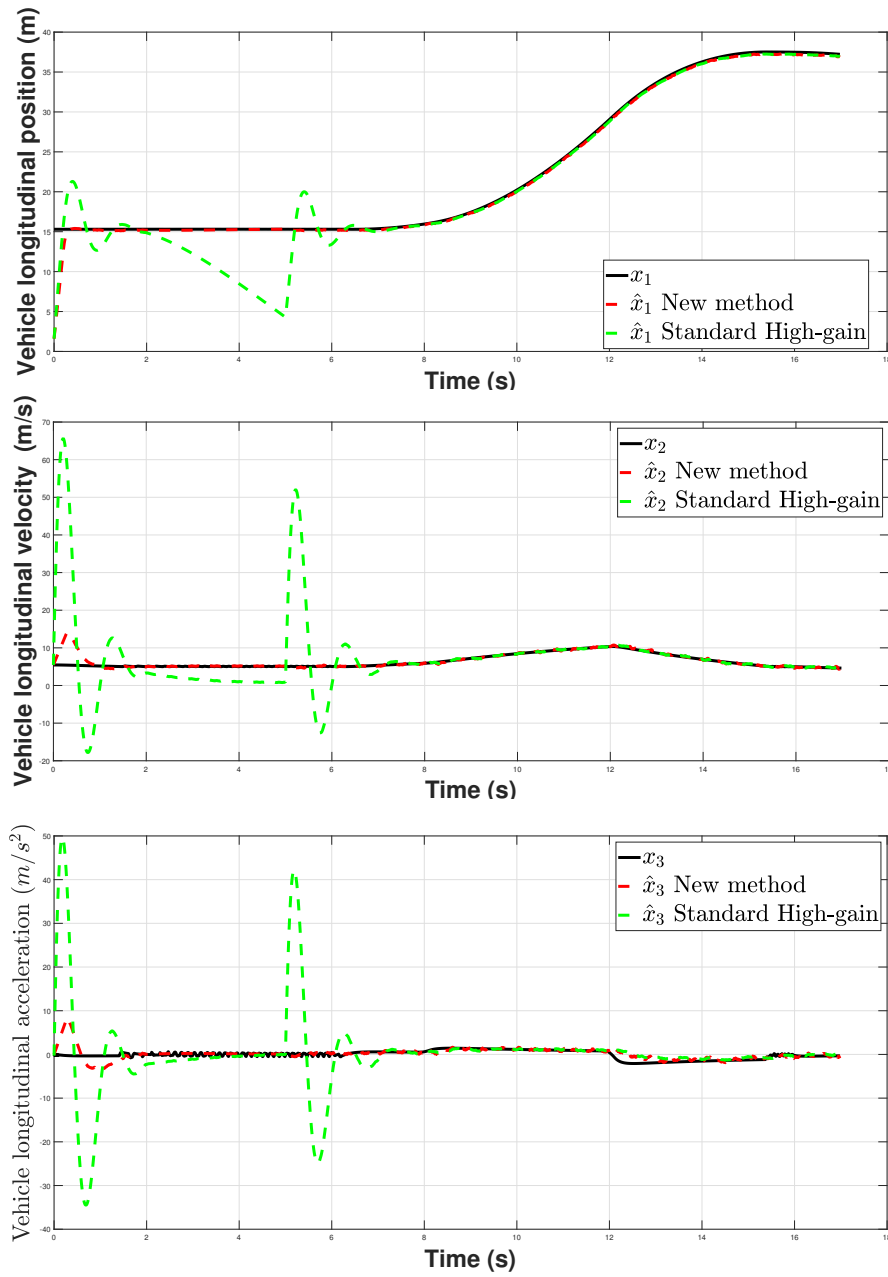 Vehicle longitudinal position (m)
40
35
30
25
20
15
10
5
0
0 2 4 6 8 10 12 14 16 18
x₁
x̂₁ New method
x̂₁ Standard High-gain
Time (s)
Vehicle longitudinal velocity (m/s)
70
60
50
40
30
20
10
0
-10
-20
0 2 4 6 8 10 12 14 16 18
x₂
x̂₂ New method
x̂₂ Standard High-gain
Time (s)
Vehicle longitudinal acceleration (m/s²)
50
40
30
20
10
0
-10
-20
-30
-40
0 2 4 6 8 10 12 14 16 18
x₃
x̂₃ New method
x̂₃ Standard High-gain
Time (s)